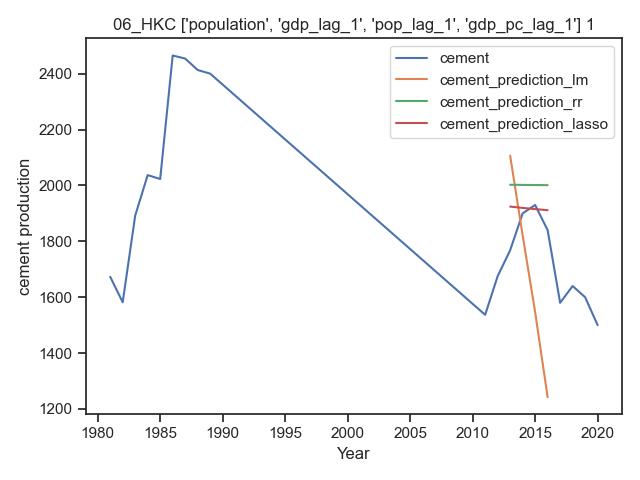 06_HKC ['population', 'gdp_lag_1', 'pop_lag_1', 'gdp_pc_lag_1'] 1
cement
cement_prediction_lm
cement_prediction_rr
cement_prediction_lasso
cement production
2400
2200
2000
1800
1600
1400
1200
1980 1985 1990 1995 2000 2005 2010 2015 2020
Year